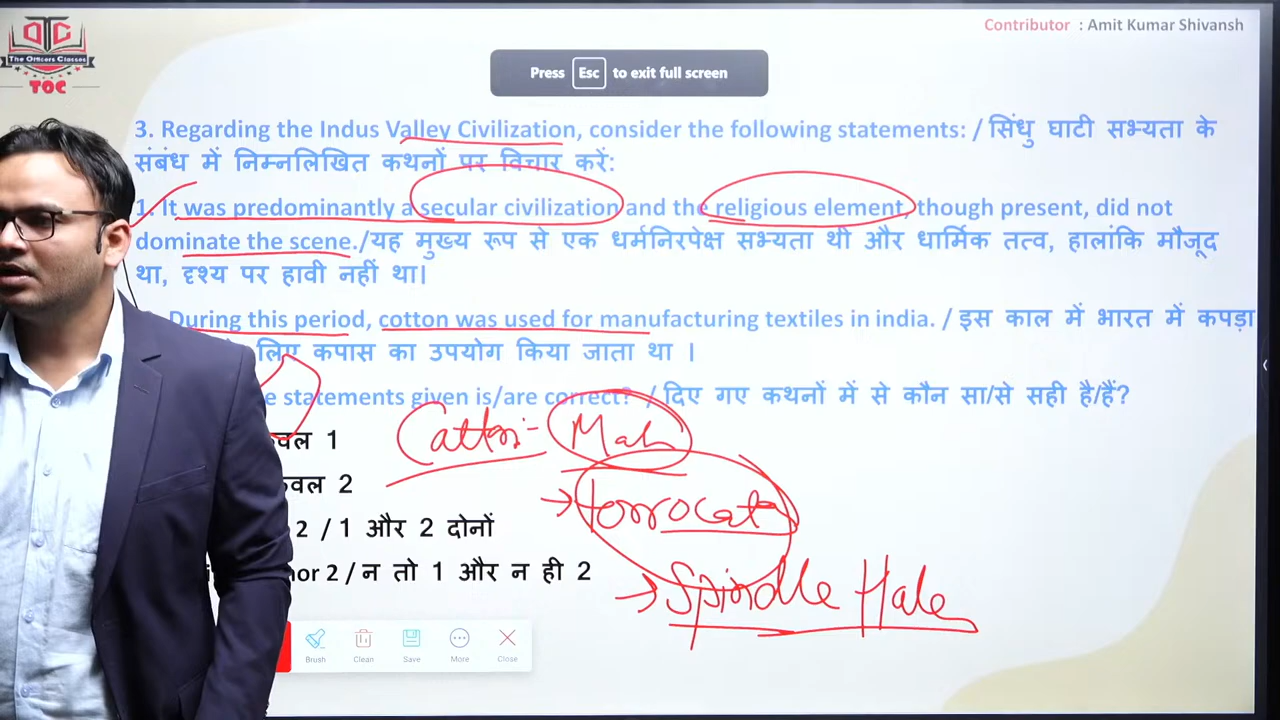 Contributor : Amit Kumar Shivansh
OTC
The Officers Classes
TOC
Press Esc to exit full screen
3. Regarding the Indus Valley Civilization, consider the following statements: / सिंधु घाटी सभ्यता के
संबंध में निम्नलिखित कथनों पर विचार करें:
1. It was predominantly a secular civilization and the religious element, though present, did not
dominate the scene./यह मुख्य रूप से एक धर्मनिरपेक्ष सभ्यता थी और धार्मिक तत्व, हालांकि मौजूद
था, दृश्य पर हावी नहीं था।
During this period, cotton was used for manufacturing textiles in india. / इस काल में भारत में कपड़ा
लिए कपास का उपयोग किया जाता था ।
statements given is/are correct? / दिए गए कथनों में से कौन सा/से सही है/हैं?
1
2
2 / 1 और 2 दोनों
nor 2 / न तो 1 और न ही 2
Cotton :-
→ torrocata
→ Spindle Hale
Brush Clean Save More Close